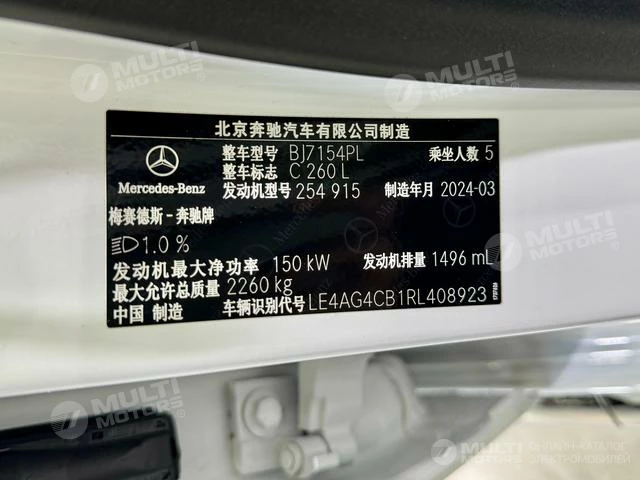 北京奔驰汽车有限公司制造
整车型号 BJ7154PL 乘坐人数 5
整车标志 C 260 L
Mercedes-Benz
发动机型号 254 915 制造年月 2024-03
梅赛德斯-奔驰牌
1.0 %
发动机最大净功率 150 kW 发动机排量 1496 mL
最大允许总质量 2260 kg
中国 制造 车辆识别代号 LE4AG4CB1RL408923
MULTI MOTORS
MULTI MOTORS
MULTI MOTORS
MULTI MOTORS
ОНЛАЙН-КАТАЛОГ
ЭЛЕКТРОМОБИЛЕЙ